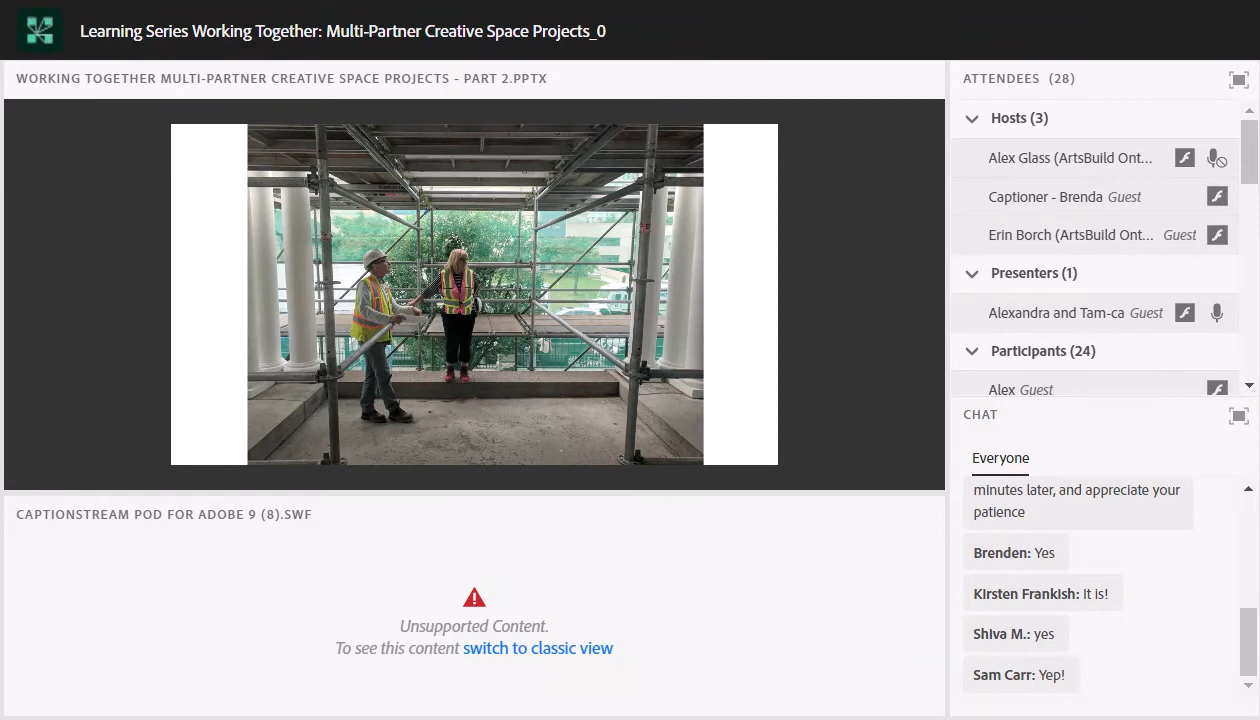 Learning Series Working Together: Multi-Partner Creative Space Projects_0
WORKING TOGETHER MULTI-PARTNER CREATIVE SPACE PROJECTS - PART 2.PPTX
CAPTIONSTREAM POD FOR ADOBE 9 (8).SWF
Unsupported Content.
To see this content switch to classic view
ATTENDEES (28)
Hosts (3)
Alex Glass (ArtsBuild Ont...
Captioner - Brenda Guest
Erin Borch (ArtsBuild Ont... Guest
Presenters (1)
Alexandra and Tam-ca Guest
Participants (24)
Alex Guest
CHAT
Everyone
minutes later, and appreciate your
patience
Brenden: Yes
Kirsten Frankish: It is!
Shiva M.: yes
Sam Carr: Yep!